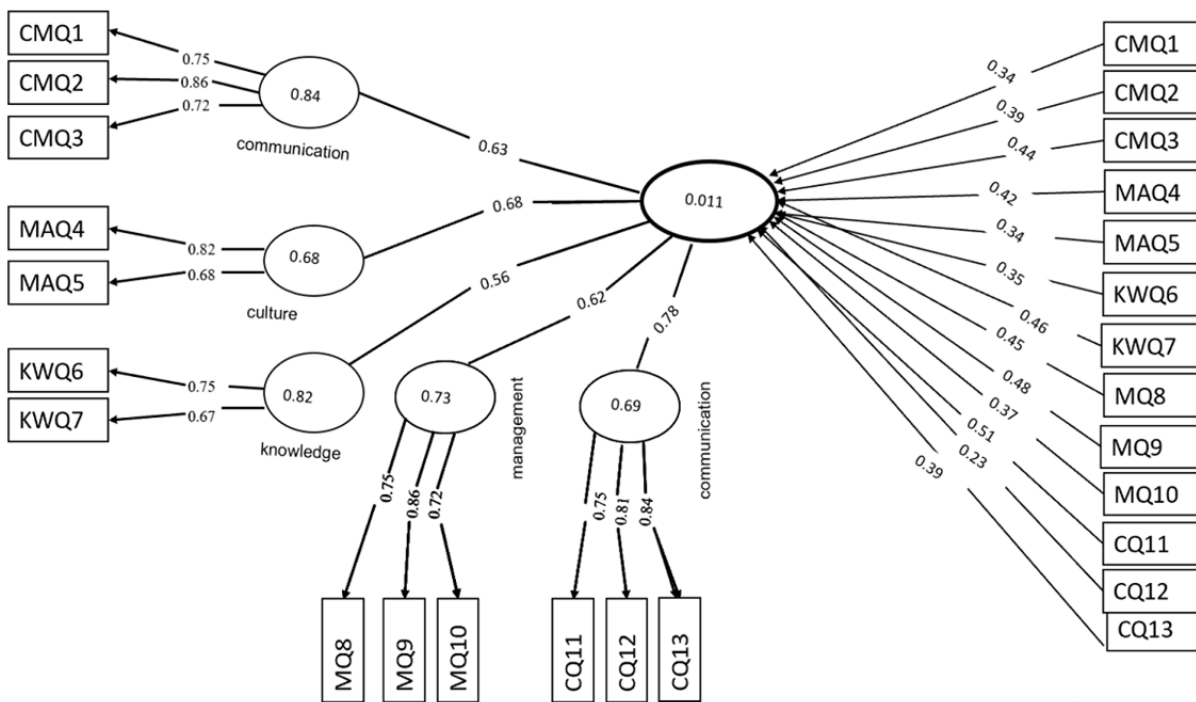 CMQ1
CMQ2
CMQ3
0.75
0.86
0.72
0.84
communication
0.63
MAQ4
MAQ5
0.82
0.68
0.68
culture
0.68
KWQ6
KWQ7
0.75
0.67
0.82
knowledge
0.56
0.73
management
0.62
0.75
0.86
0.72
MQ8
MQ9
MQ10
0.69
communication
0.78
0.75
0.81
0.84
CQ11
CQ12
CQ13
0.011
0.34
0.39
0.44
0.42
0.34
0.35
0.46
0.45
0.48
0.37
0.51
0.23
0.39
CMQ1
CMQ2
CMQ3
MAQ4
MAQ5
KWQ6
KWQ7
MQ8
MQ9
MQ10
CQ11
CQ12
CQ13